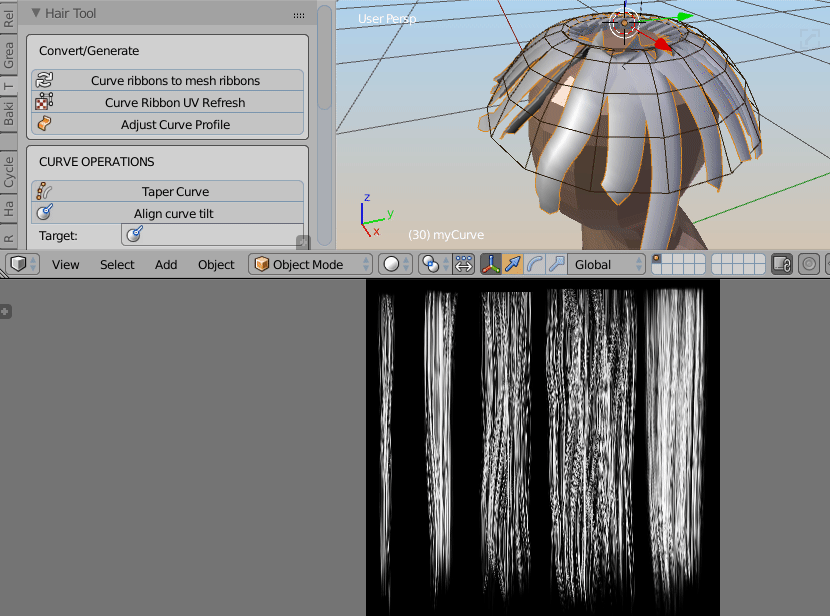 Hair Tool
Rel
Grea
T
Baki
Cycle
Ha
R
Convert/Generate
Curve ribbons to mesh ribbons
Curve Ribbon UV Refresh
Adjust Curve Profile
CURVE OPERATIONS
Taper Curve
Align curve tilt
Target:
User Persp
z
y
x
(30) myCurve
View
Select
Add
Object
Object Mode
Global